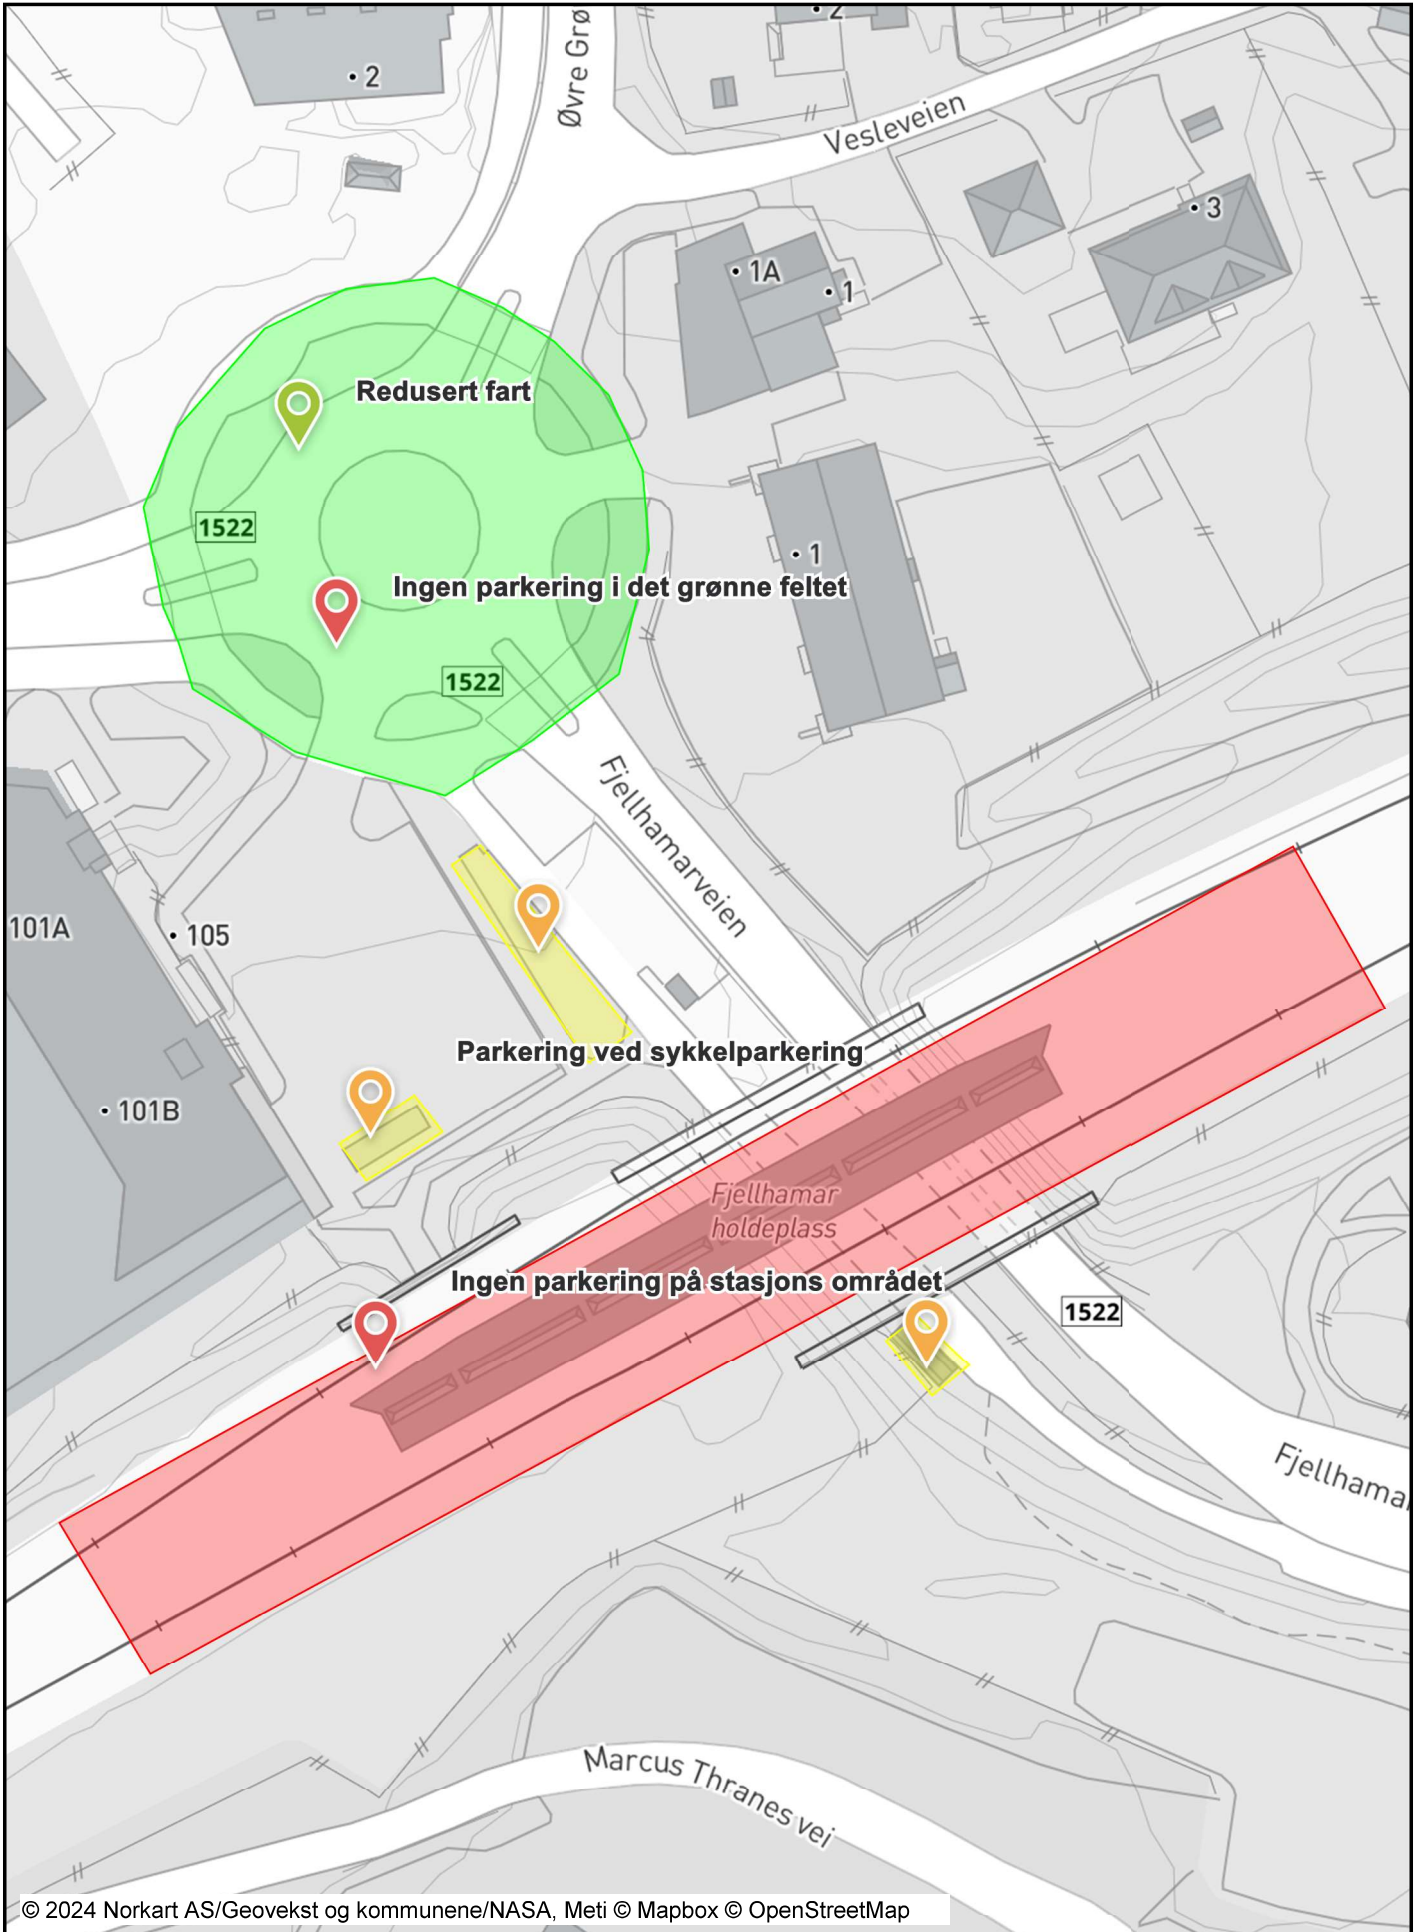 2
2
Øvre Grø
Vesleveien
3
1A
1
Redusert fart
1522
1
Ingen parkering i det grønne feltet
1522
Fjellhamarveien
101A
105
Parkering ved sykkelparkering
101B
Fjellhamar
holdeplass
Ingen parkering på stasjons området
1522
Fjellhama
Marcus Thranes vei
© 2024 Norkart AS/Geovekst og kommunene/NASA, Meti © Mapbox © OpenStreetMap